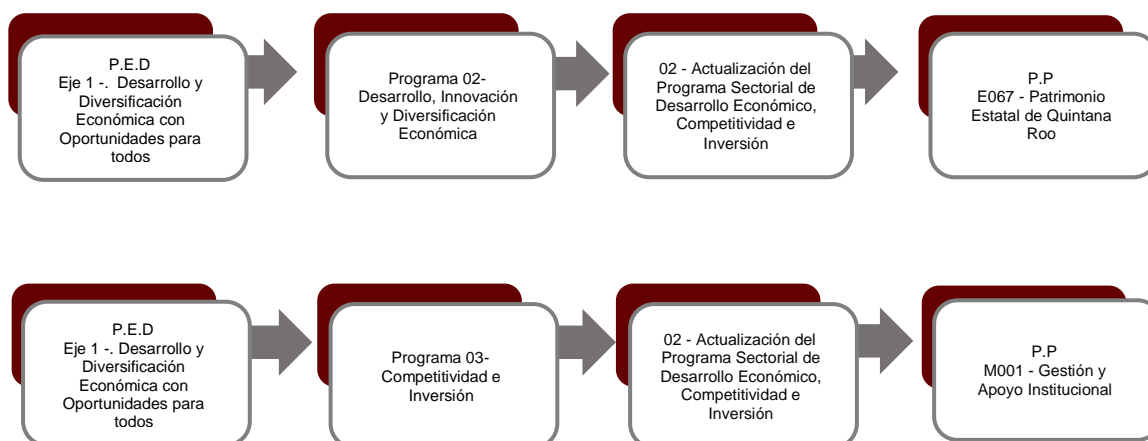 P.E.D
Eje 1 -.  Desarrollo y
Diversificación
Económica con
Oportunidades para
todos
Programa 02-
Desarrollo, Innovación
y Diversificación
Económica
02 - Actualización del
Programa Sectorial de
Desarrollo Económico,
Competitividad e
Inversión
P.P
E067 - Patrimonio
Estatal de Quintana
Roo
P.E.D
Eje 1 -. Desarrollo y
Diversificación
Económica con
Oportunidades para
todos
Programa 03-
Competitividad e
Inversión
02 - Actualización del
Programa Sectorial de
Desarrollo Económico,
Competitividad e
Inversión
P.P
M001 - Gestión y
Apoyo Institucional